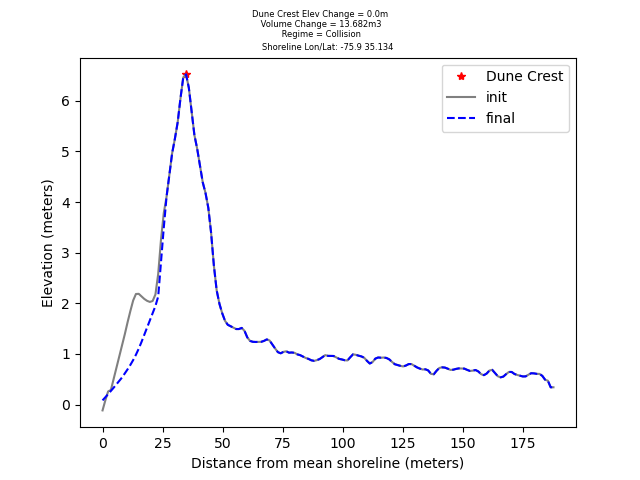 Dune Crest Elev Change = 0.0m
Volume Change = 13.682m3
Regime = Collision
Shoreline Lon/Lat: -75.9 35.134
Dune Crest
init
final
6
5
4
3
2
1
0
Elevation (meters)
0 25 50 75 100 125 150 175
Distance from mean shoreline (meters)